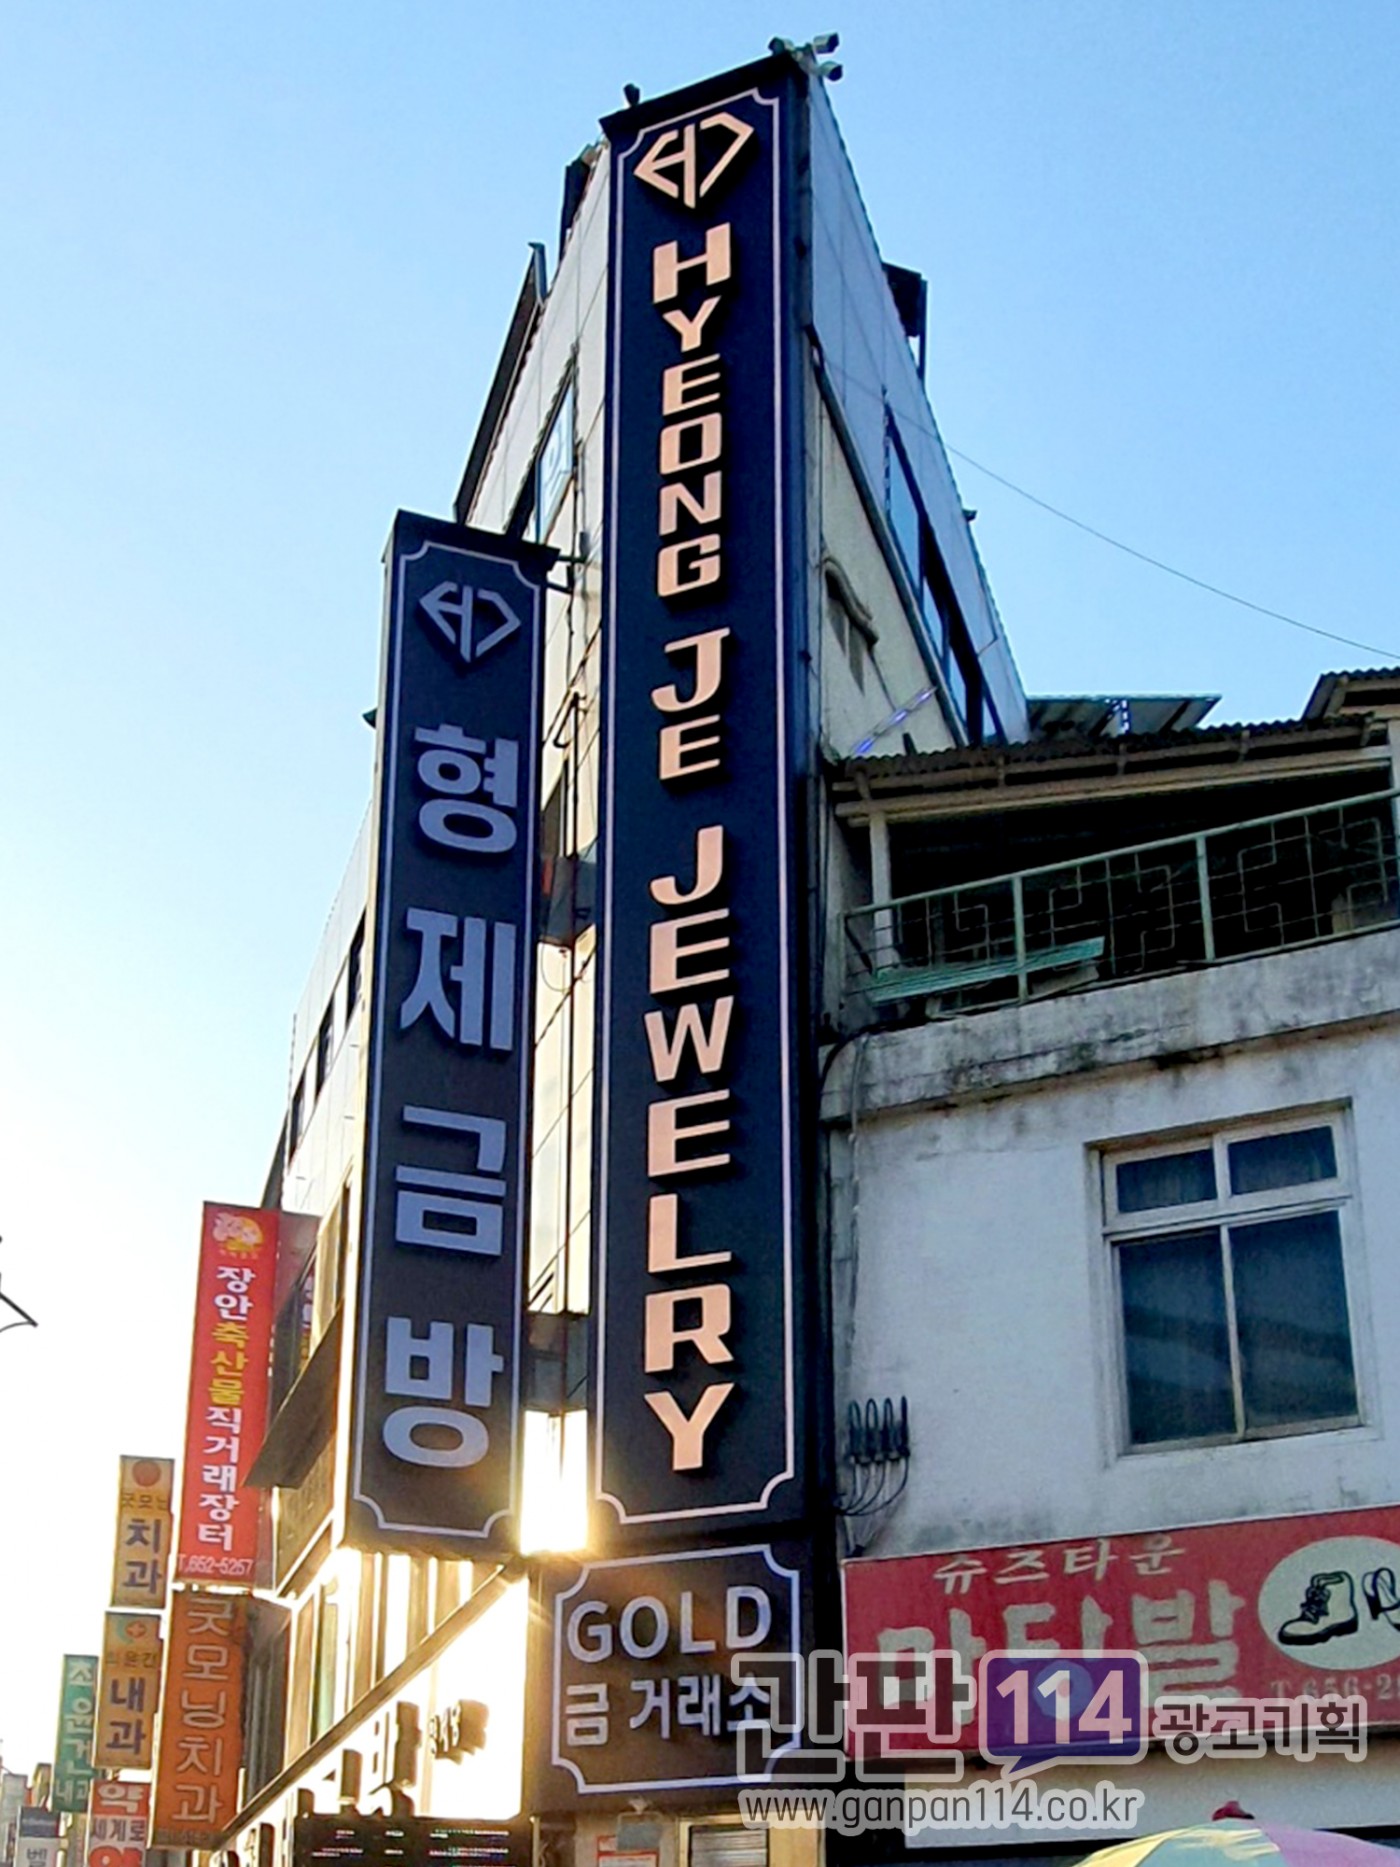 HYEONG JE JEWELRY
형제금방
GOLD
금 거래소
장안축산물직거래장터
T.652-5257
굿모닝치과
굿모닝
치과
내과
약
세계로
슈즈타운
마당발
간판114 광고기획
www.ganpan114.co.kr